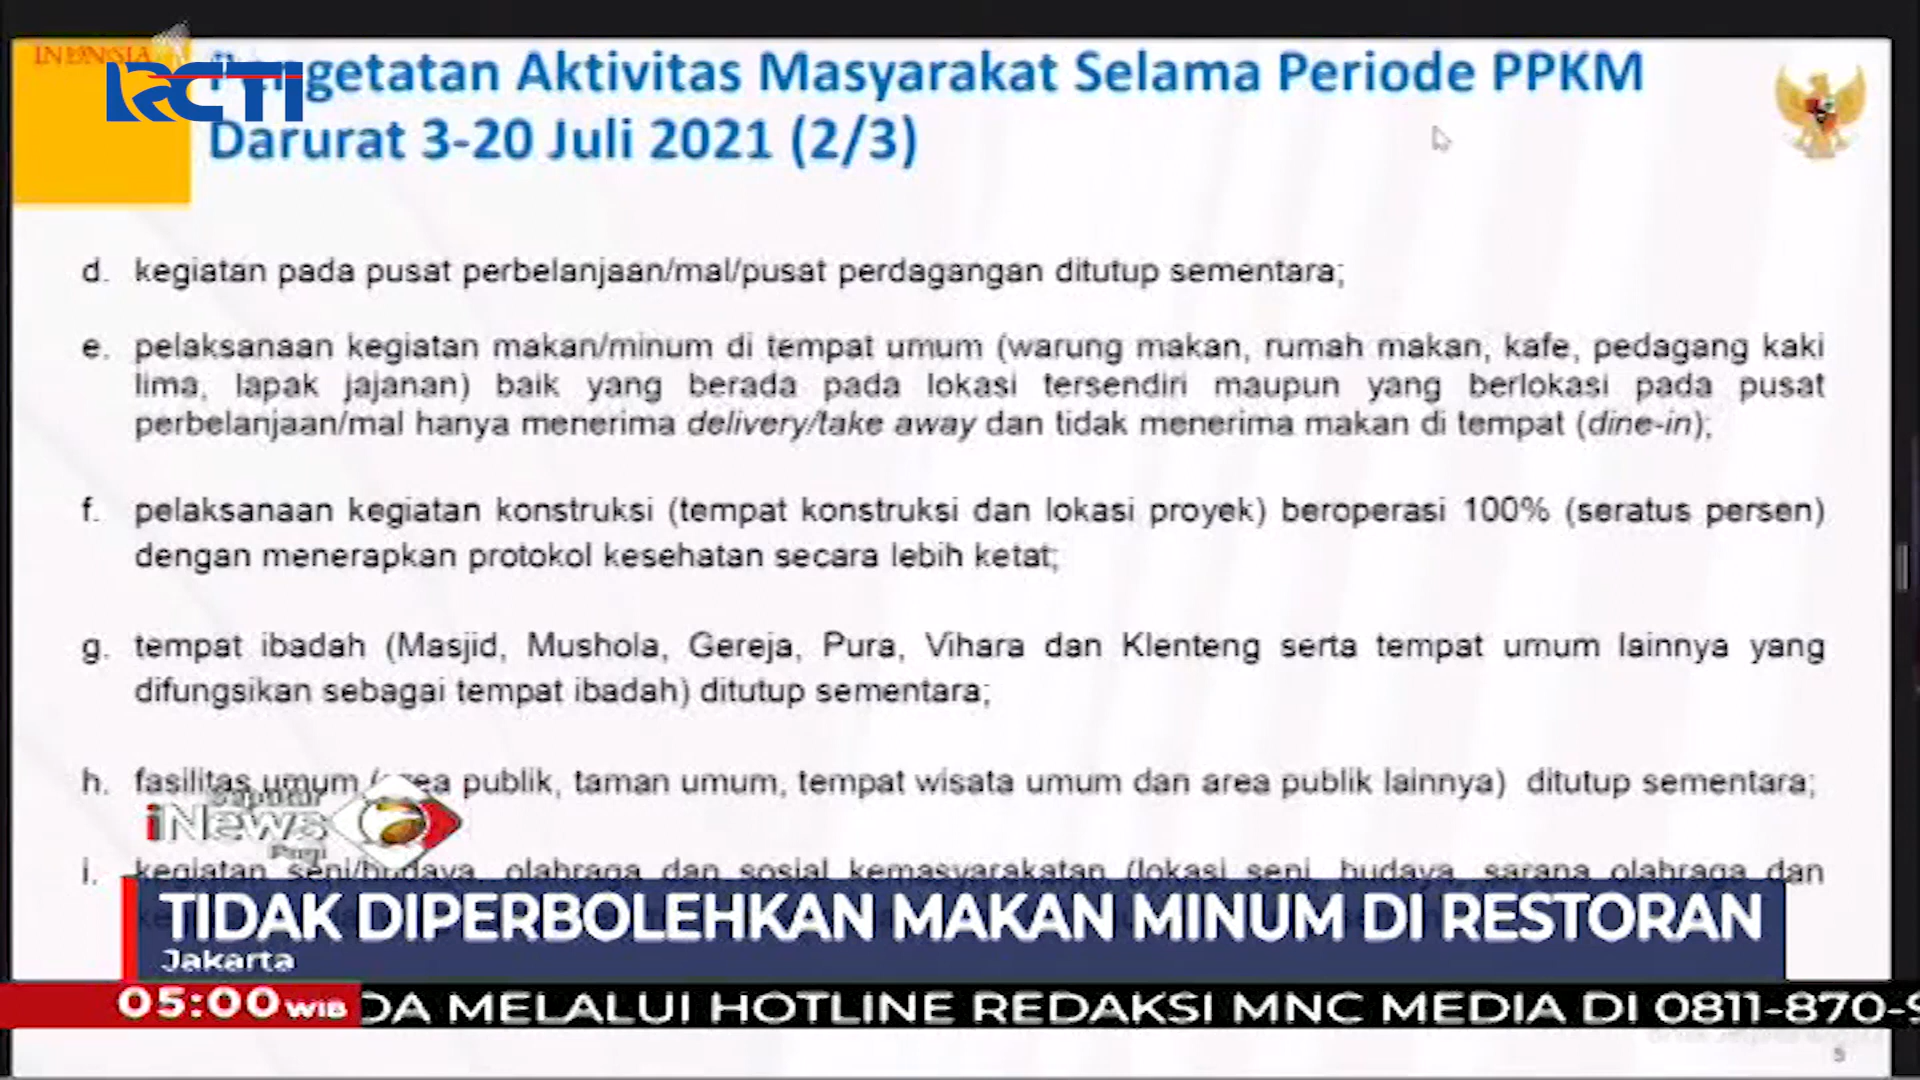 INDONESIA
RCTI
Pengetatan Aktivitas Masyarakat Selama Periode PPKM
Darurat 3-20 Juli 2021 (2/3)
d. kegiatan pada pusat perbelanjaan/mal/pusat perdagangan ditutup sementara;
e. pelaksanaan kegiatan makan/minum di tempat umum (warung makan, rumah makan, kafe, pedagang kaki
lima, lapak jajanan) baik yang berada pada lokasi tersendiri maupun yang berlokasi pada pusat
perbelanjaan/mal hanya menerima delivery/take away dan tidak menerima makan di tempat (dine-in);
f. pelaksanaan kegiatan konstruksi (tempat konstruksi dan lokasi proyek) beroperasi 100% (seratus persen)
dengan menerapkan protokol kesehatan secara lebih ketat;
g. tempat ibadah (Masjid, Mushola, Gereja, Pura, Vihara dan Klenteng serta tempat umum lainnya yang
difungsikan sebagai tempat ibadah) ditutup sementara;
h. fasilitas umum (area publik, taman umum, tempat wisata umum dan area publik lainnya) ditutup sementara;
Seputar
iNews
Pagi
i. kegiatan seni/budaya, olahraga dan sosial kemasyarakatan (lokasi seni, budaya, sarana olahraga dan
TIDAK DIPERBOLEHKAN MAKAN MINUM DI RESTORAN
Jakarta
05:00 WIB DA MELALUI HOTLINE REDAKSI MNC MEDIA DI 0811-870-9
5